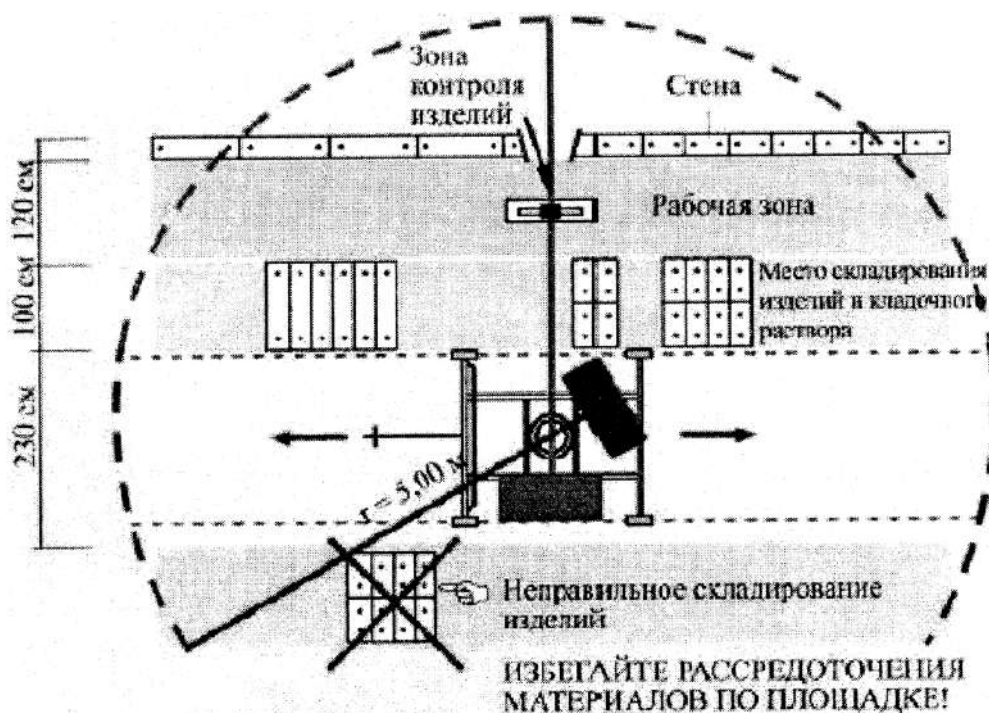 Зона
контроля
изделий
Стена
Рабочая зона
Место складирования
изделий и кладочного
раствора
120 см
100 см
230 см
r = 5,00 м
Неправильное складирование
изделий
ИЗБЕГАЙТЕ РАССРЕДОТОЧЕНИЯ
МАТЕРИАЛОВ ПО ПЛОЩАДКЕ!